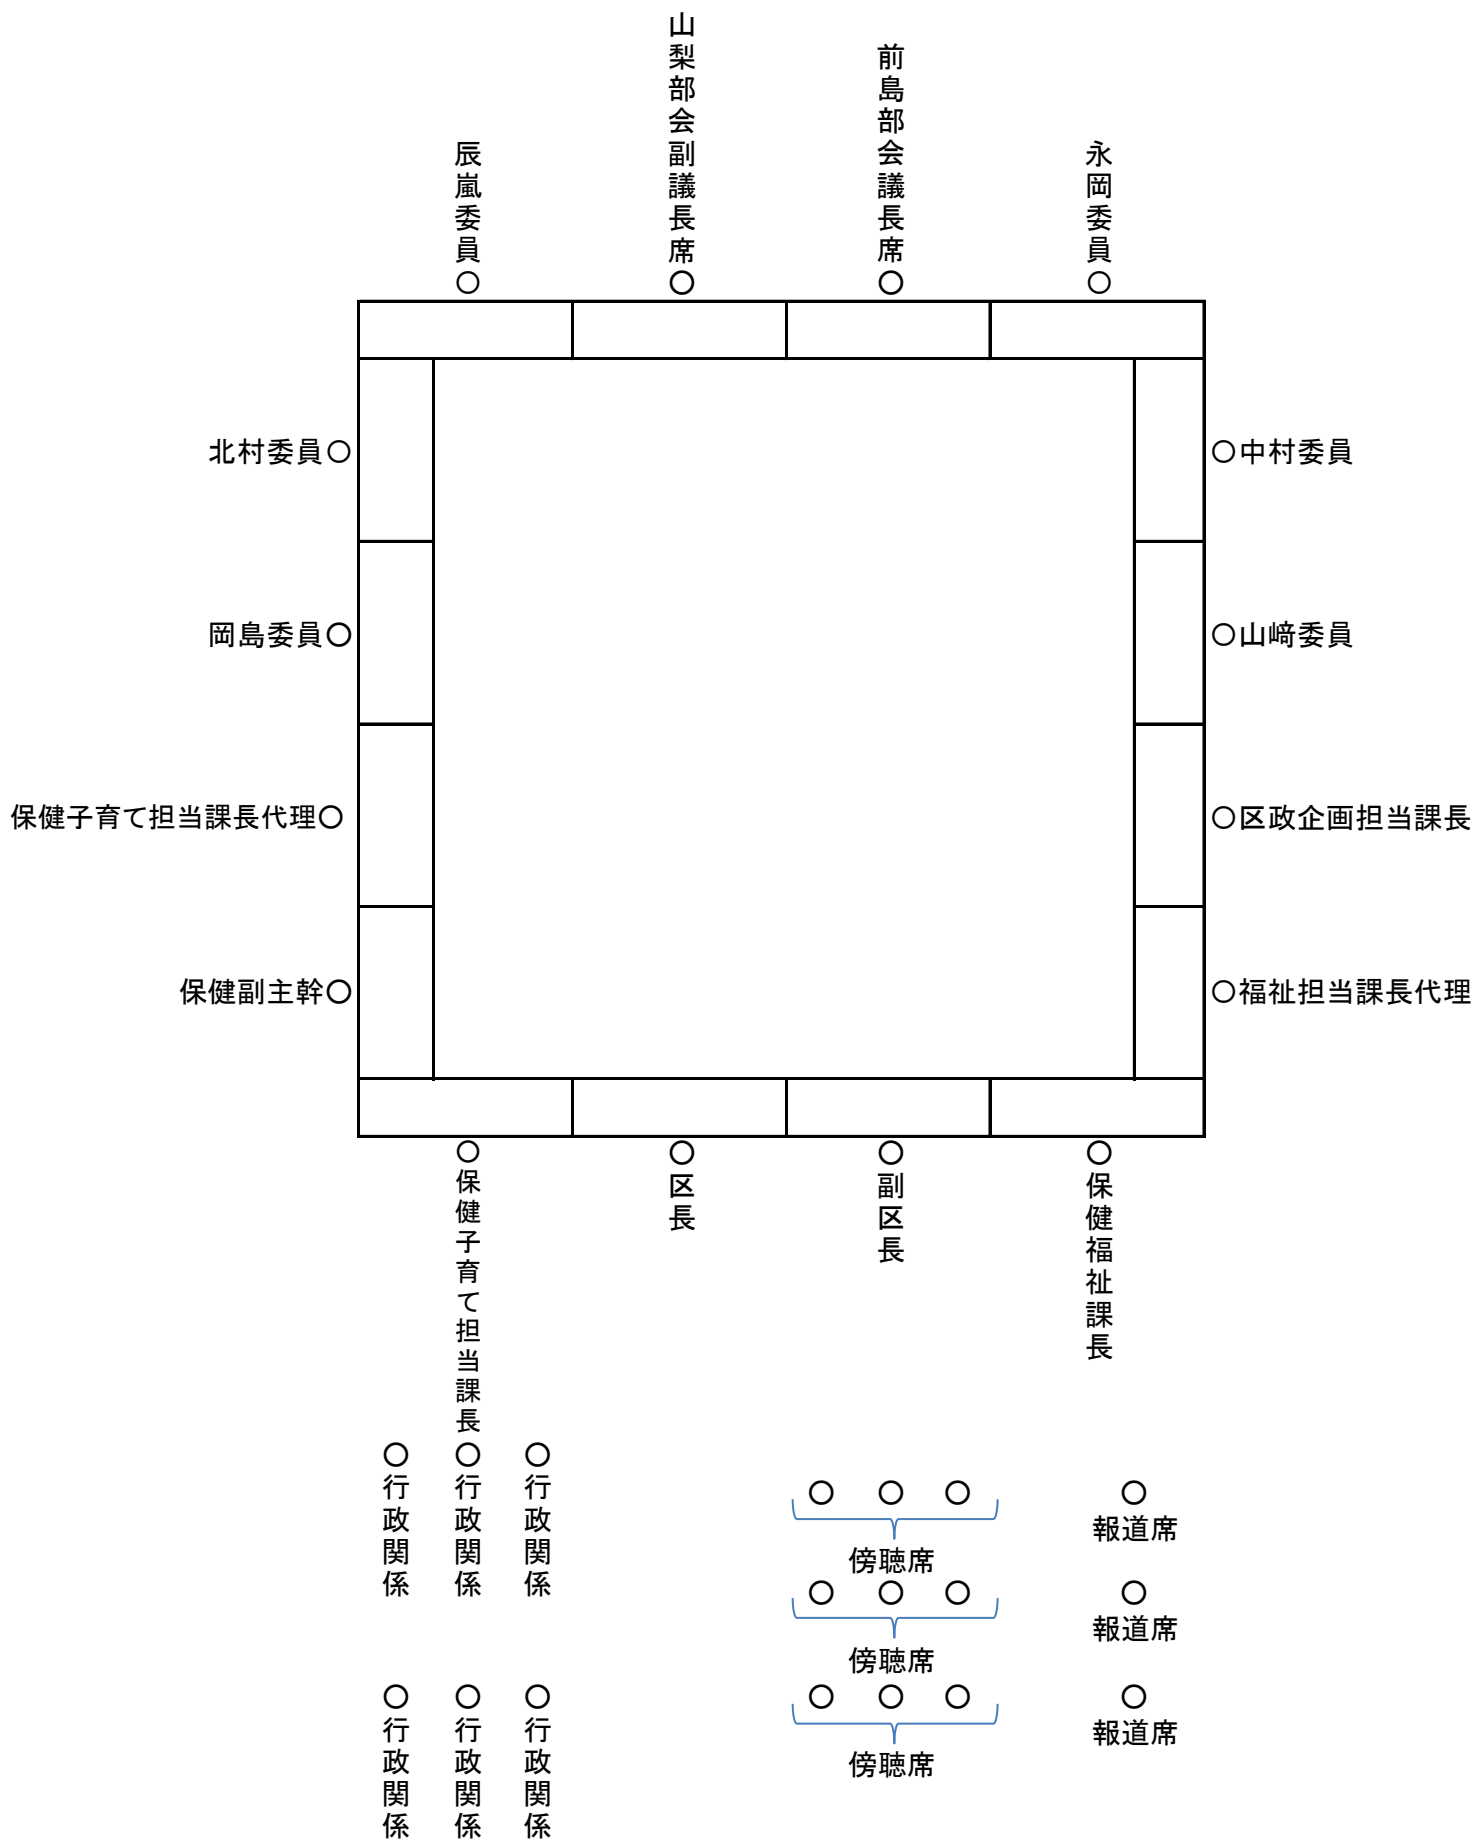 辰嵐委員○
山梨部会副議長席○
前島部会議長席○
永岡委員○
北村委員○
○中村委員
岡島委員○
○山﨑委員
保健子育て担当課長代理○
○区政企画担当課長
保健副主幹○
○福祉担当課長代理
○保健子育て担当課長
○区長
○副区長
○保健福祉課長
○行政関係
○行政関係
○行政関係
○ ○ ○
傍聴席
○
報道席
○ ○ ○
傍聴席
○
報道席
○行政関係
○行政関係
○行政関係
○ ○ ○
傍聴席
○
報道席